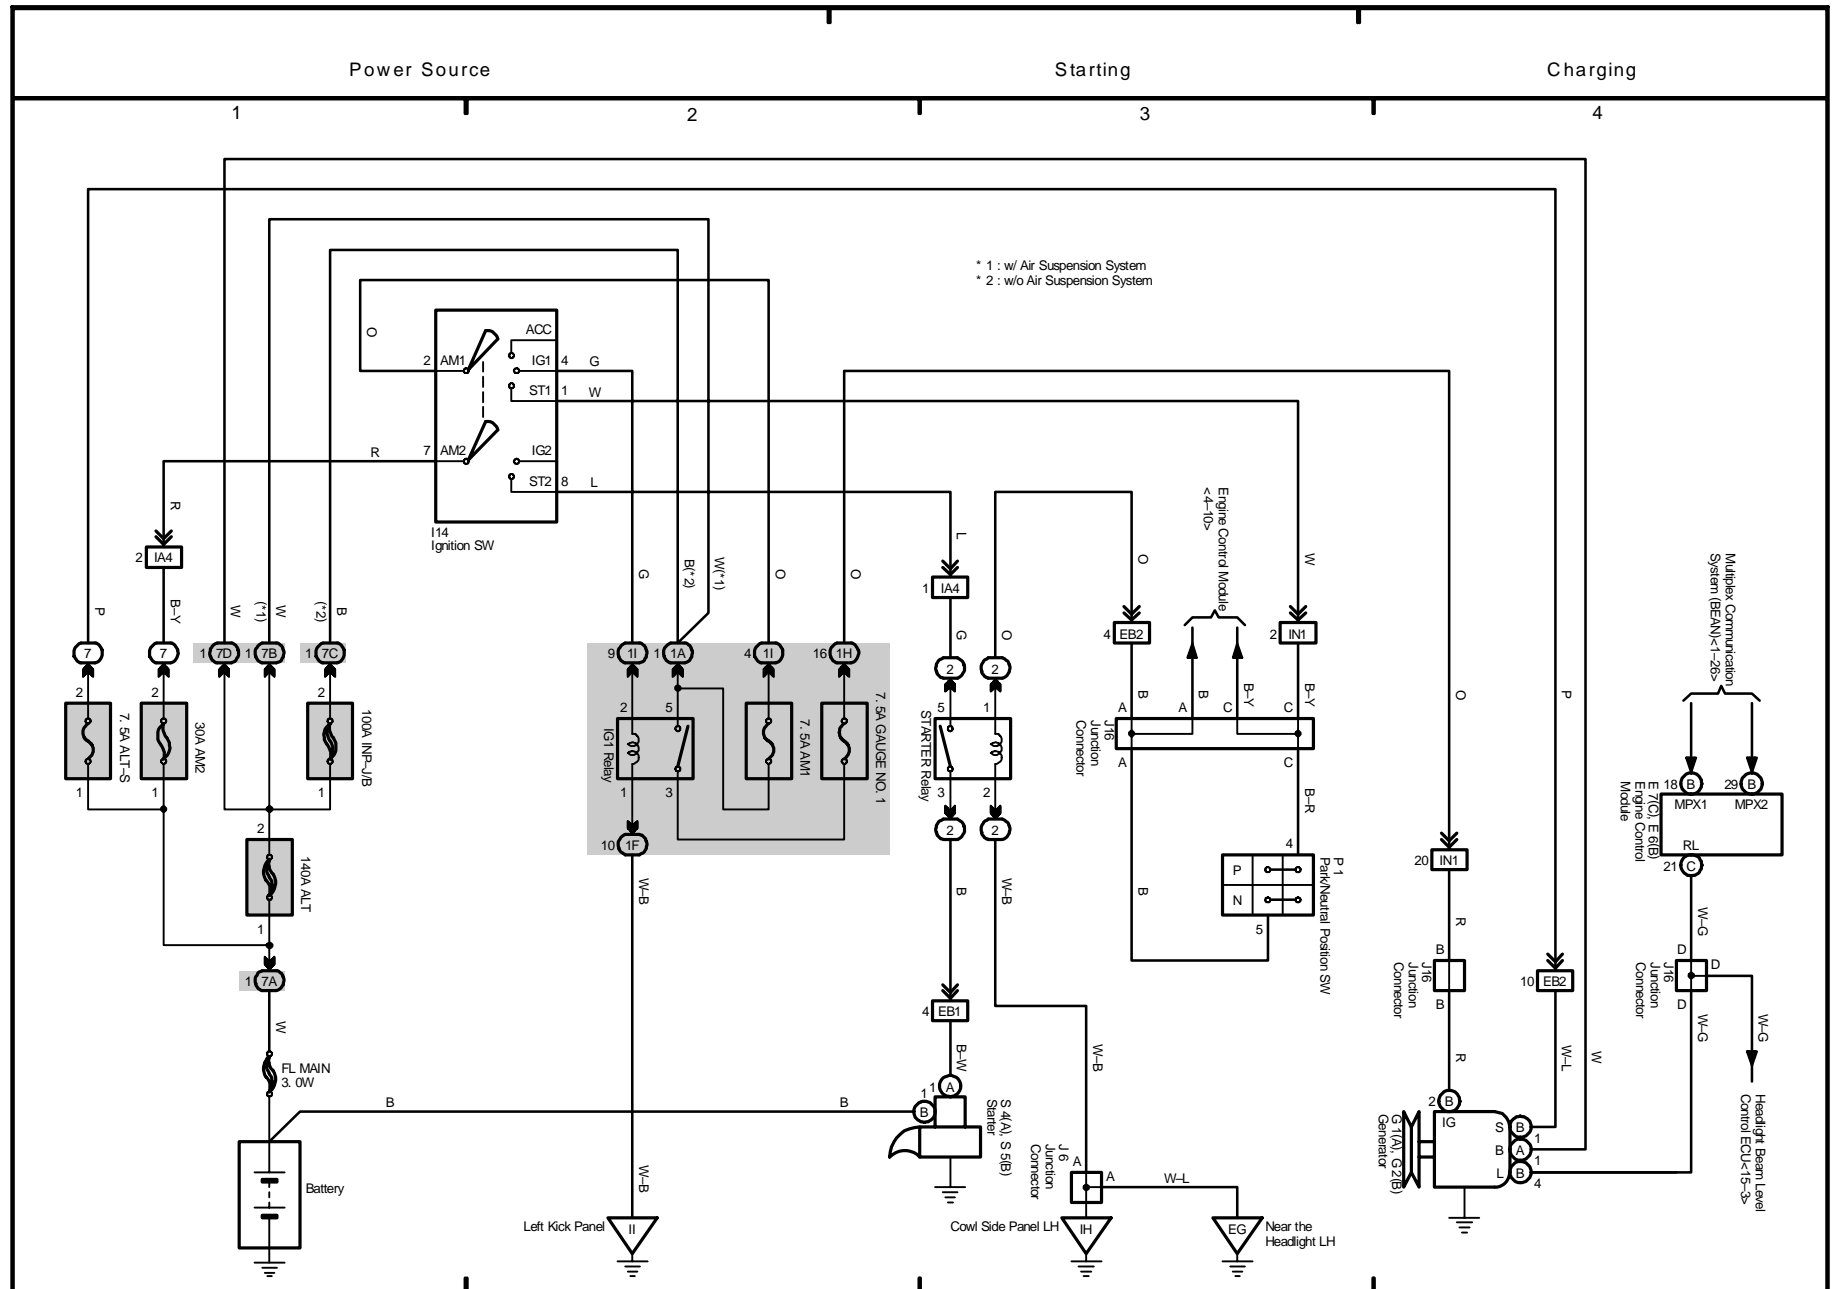 Power Source
Starting
Charging
1
2
3
4
* 1 : w/ Air Suspension System
* 2 : w/o Air Suspension System
O
2 AM1
ACC
IG1 4 G
ST1 1 W
R
7 AM2
IG2
ST2 8 L
I14
Ignition SW
R
2 IA4
P
B–Y
W
W
(*1)
B
(*2)
7
7
1 7D
1 7B
1 7C
2
2
2
7. 5A ALT–S
30A AM2
100A INP–J/B
1
1
1
2
140A ALT
1
1 7A
W
FL MAIN
3. 0W
B
B
Battery
G
B(*2)
W(*1)
O
O
9 1I
1 1A
4 1I
16 1H
2
5
IG1 Relay
7. 5A AM1
7. 5A GAUGE NO. 1
1
3
10 1F
W–B
W–B
Left Kick Panel
II
L
1 IA4
G
O
2
2
5
1
STARTER Relay
3
2
2
2
B
W–B
4 EB1
B–W
1 A
1
B
S 4(A), S 5(B)
Starter
O
4 EB2
Engine Control Module
<4–10>
W
2 IN1
B
B
B–Y
B–Y
A
A
C
C
J16
Junction
Connector
A
C
B
B–R
4
P
N
5
P 1
Park/Neutral Position SW
W–B
J 6
Junction
Connector
A
A
W–L
Cowl Side Panel LH
IH
EG
Near the
Headlight LH
O
20 IN1
R
B
J16
Junction
Connector
B
R
2 B
IG
G 1(A), G 2(B)
Generator
S B
1
B A
1
L B
4
P
10 EB2
W–L
W
Multiplex Communication
System (BEAN)<1–26>
18 B
29 B
MPX1
MPX2
RL
E 7(C), E 6(B)
Engine Control
Module
21 C
W–G
D
D
J16
Junction
Connector
D
W–G
W–G
Headlight Beam Level
Control ECU<15–3>